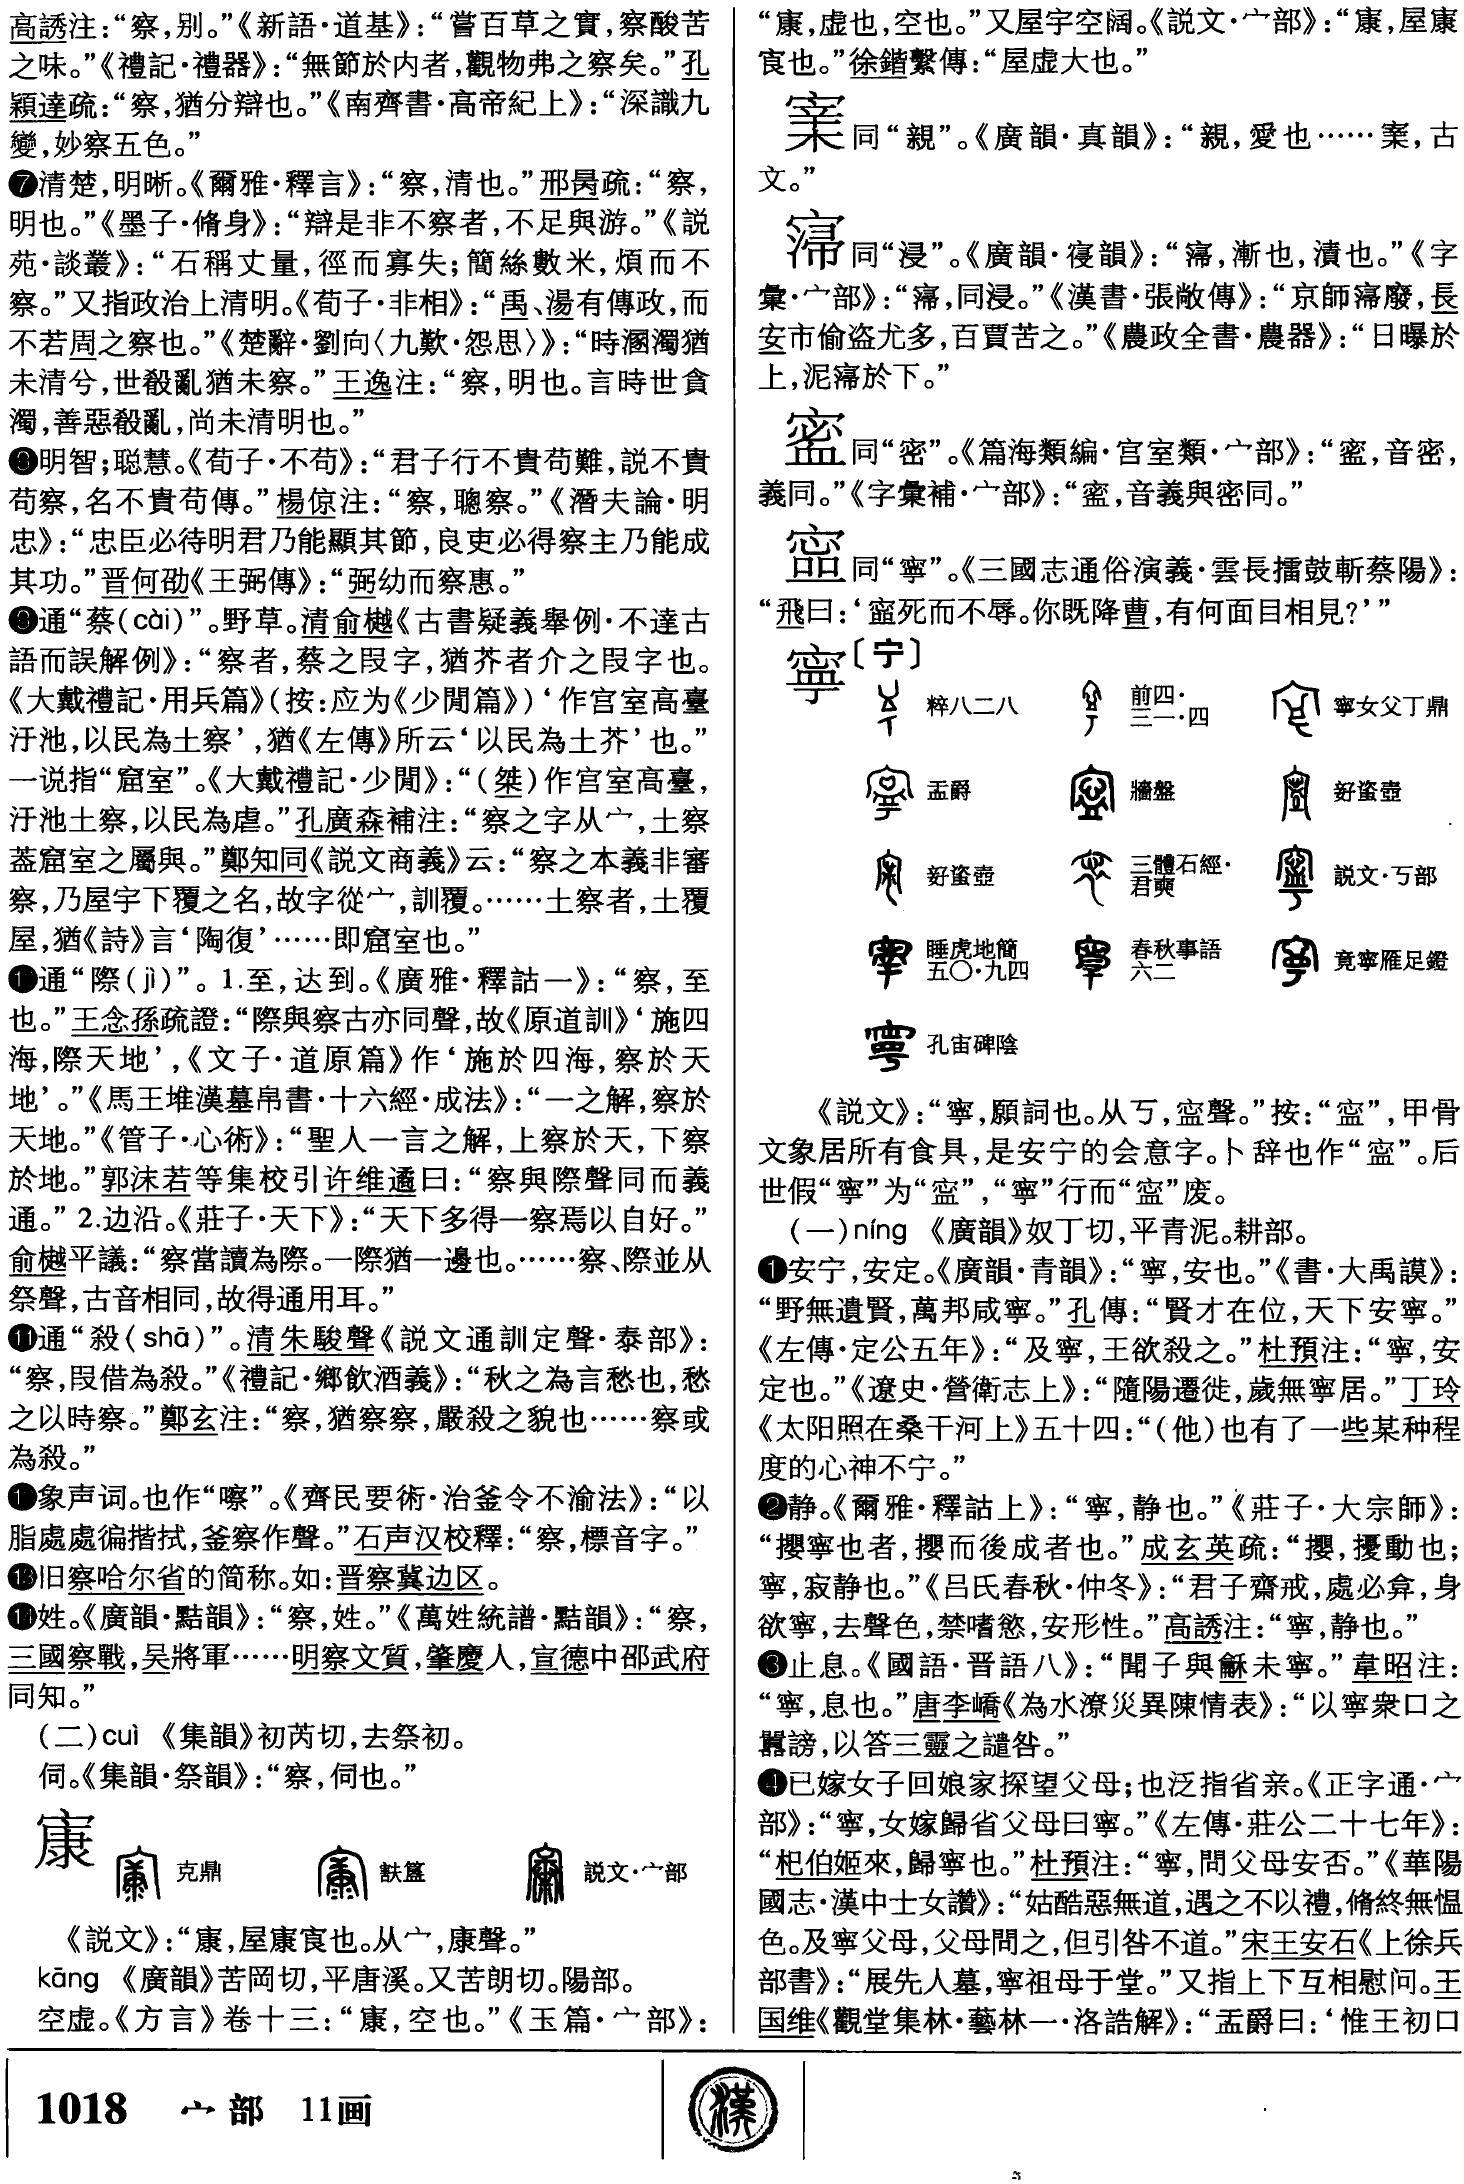 高誘注：“察，别。”《新語·道基》：“嘗百草之實，察酸苦
之味。”《禮記·禮器》：“無節於内者，觀物弗之察矣。”孔
穎達疏：“察，猶分辯也。”《南齊書·高帝紀上》：“深識九
變，妙察五色。”
❼清楚，明晰。《爾雅·釋言》：“察，清也。”邢昺疏：“察，
明也。”《墨子·脩身》：“辯是非不察者，不足與游。”《説
苑·談叢》：“石稱丈量，徑而寡失；簡絲數米，煩而不
察。”又指政治上清明。《荀子·非相》：“禹、湯有傳政，而
不若周之察也。”《楚辭·劉向〈九歎·怨思〉》：“時溷濁猶
未清兮，世殽亂猶未察。”王逸注：“察，明也。言時世貪
濁，善惡殽亂，尚未清明也。”
❽明智；聪慧。《荀子·不苟》：“君子行不貴苟難，説不貴
苟察，名不貴苟傳。”楊倞注：“察，聰察。”《潛夫論·明
忠》：“忠臣必待明君乃能顯其節，良吏必得察主乃能成
其功。”晋何劭《王弼傳》：“弼幼而察惠。”
❾通“蔡（cài）”。野草。清俞樾《古書疑義舉例·不達古
語而誤解例》：“察者，蔡之叚字，猶芥者介之叚字也。
《大戴禮記·用兵篇》（按：应为《少閒篇》）‘作宫室高臺
汙池，以民為土察’，猶《左傳》所云‘以民為土芥’也。”
一说指“窟室”。《大戴禮記·少閒》：“（桀）作宫室高臺，
汙池土察，以民為虐。”孔廣森補注：“察之字从宀，土察
葢窟室之屬與。”鄭知同《説文商義》云：“察之本義非審
察，乃屋宇下覆之名，故字從宀，訓覆。……土察者，土覆
屋，猶《詩》言‘陶復’……即窟室也。”
❿通“際（jì）”。1.至，达到。《廣雅·釋詁一》：“察，至
也。”王念孫疏證：“際與察古亦同聲，故《原道訓》‘施四
海，際天地’，《文子·道原篇》作‘施於四海，察於天
地’。”《馬王堆漢墓帛書·十六經·成法》：“一之解，察於
天地。”《管子·心術》：“聖人一言之解，上察於天，下察
於地。”郭沫若等集校引许维遹曰：“察與際聲同而義
通。”2.边沿。《莊子·天下》：“天下多得一察焉以自好。”
俞樾平議：“察當讀為際。一際猶一邊也。……察、際並从
祭聲，古音相同，故得通用耳。”
⓫通“殺（shā）”。清朱駿聲《説文通訓定聲·泰部》：
“察，叚借為殺。”《禮記·鄉飲酒義》：“秋之為言愁也，愁
之以時察。”鄭玄注：“察，猶察察，嚴殺之貌也……察或
為殺。”
⓬象声词。也作“嚓”。《齊民要術·治釜令不渝法》：“以
脂處處徧揩拭，釜察作聲。”石声汉校釋：“察，標音字。”
⓭旧察哈尔省的简称。如：晋察冀边区。
⓮姓。《廣韻·黠韻》：“察，姓。”《萬姓統譜·黠韻》：“察，
三國察戰，吴將軍……明察文質，肇慶人，宣德中邵武府
同知。”
（二）cuì 《集韻》初芮切，去祭初。
伺。《集韻·祭韻》：“察，伺也。”
㝩 克鼎 㝬簋 説文·宀部
《説文》：“㝩，屋㝩㝗也。从宀，康聲。”
kāng 《廣韻》苦岡切，平唐溪。又苦朗切。陽部。
空虚。《方言》卷十三：“㝩，空也。”《玉篇·宀部》：
“㝩，虚也，空也。”又屋宇空阔。《説文·宀部》：“㝩，屋㝩
㝗也。”徐鍇繫傳：“屋虚大也。”
寴同“親”。《廣韻·真韻》：“親，愛也……，古
文。”
㴆同“浸”。《廣韻·寑韻》：“，漸也，漬也。”《字
彙·宀部》：“，同浸。”《漢書·張敞傳》：“京師廢，長
安市偷盗尤多，百賈苦之。”《農政全書·農器》：“日曝於
上，泥於下。”
同“密”。《篇海類編·宫室類·宀部》：“，音密，
義同。”《字彙補·宀部》：“，音義與密同。”
同“寧”。《三國志通俗演義·雲長擂鼓斬蔡陽》：
“飛曰：‘死而不辱。你既降曹，有何面目相見？’”
寧〔宁〕
粹八二八 前四·三一·四 寧女父丁鼎
盂爵 牆盤 𧊒壺
𧊒壺 三體石經·君奭 説文·丂部
睡虎地簡五〇·九四 春秋事語六二 竟寧雁足鐙
孔宙碑陰
《説文》：“寧，願詞也。从丂，寍聲。”按：“寍”，甲骨
文象居所有食具，是安宁的会意字。卜辞也作“寍”。后
世假“寧”为“寍”，“寧”行而“寍”废。
（一）níng 《廣韻》奴丁切，平青泥。耕部。
❶安宁，安定。《廣韻·青韻》：“寧，安也。”《書·大禹謨》：
“野無遺賢，萬邦咸寧。”孔傳：“賢才在位，天下安寧。”
《左傳·定公五年》：“及寧，王欲殺之。”杜預注：“寧，安
定也。”《遼史·營衛志上》：“隨陽遷徙，歲無寧居。”丁玲
《太阳照在桑干河上》五十四：“（他）也有了一些某种程
度的心神不宁。”
❷静。《爾雅·釋詁上》：“寧，静也。”《莊子·大宗師》：
“攖寧也者，攖而後成者也。”成玄英疏：“攖，擾動也；
寧，寂静也。”《吕氏春秋·仲冬》：“君子齋戒，處必弇，身
欲寧，去聲色，禁嗜慾，安形性。”高誘注：“寧，静也。”
❸止息。《國語·晋語八》：“聞子與龢未寧。”韋昭注：
“寧，息也。”唐李嶠《為水潦災異陳情表》：“以寧衆口之
囂謗，以答三靈之譴咎。”
❹已嫁女子回娘家探望父母；也泛指省亲。《正字通·宀
部》：“寧，女嫁歸省父母曰寧。”《左傳·莊公二十七年》：
“杞伯姬來，歸寧也。”杜預注：“寧，問父母安否。”《華陽
國志·漢中士女讚》：“姑酷惡無道，遇之不以禮，脩終無愠
色。及寧父母，父母問之，但引咎不道。”宋王安石《上徐兵
部書》：“展先人墓，寧祖母于堂。”又指上下互相慰问。王
国维《觀堂集林·藝林一·洛誥解》：“盂爵曰：‘惟王初口
1018 宀部 11画
漢